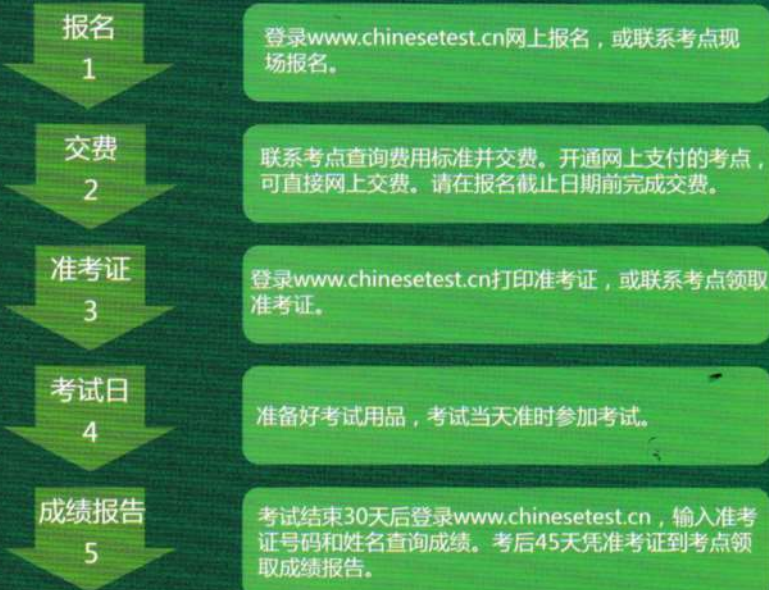 报名
1
登录www.chinesetest.cn网上报名，或联系考点现
场报名。
交费
2
联系考点查询费用标准并交费。开通网上支付的考点，
可直接网上交费。请在报名截止日期前完成交费。
准考证
3
登录www.chinesetest.cn打印准考证，或联系考点领取
准考证。
考试日
4
准备好考试用品，考试当天准时参加考试。
成绩报告
5
考试结束30天后登录www.chinesetest.cn，输入准考
证号码和姓名查询成绩。考后45天凭准考证到考点领
取成绩报告。